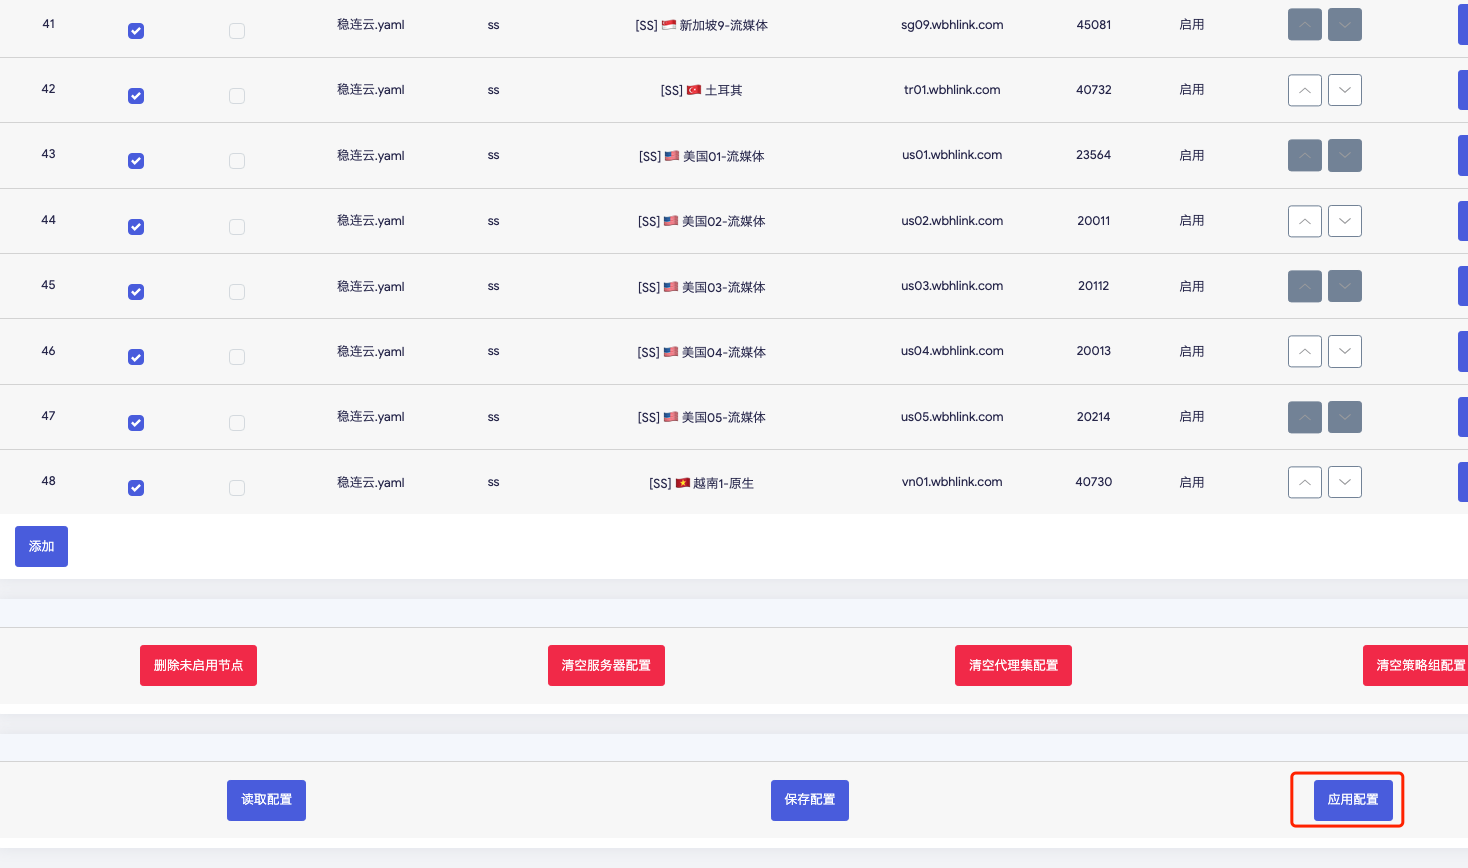 41 稳连云.yaml ss [SS] 🇸🇬 新加坡9-流媒体 sg09.wbhlink.com 45081 启用
42 稳连云.yaml ss [SS] 🇹🇷 土耳其 tr01.wbhlink.com 40732 启用
43 稳连云.yaml ss [SS] 🇺🇸 美国01-流媒体 us01.wbhlink.com 23564 启用
44 稳连云.yaml ss [SS] 🇺🇸 美国02-流媒体 us02.wbhlink.com 20011 启用
45 稳连云.yaml ss [SS] 🇺🇸 美国03-流媒体 us03.wbhlink.com 20112 启用
46 稳连云.yaml ss [SS] 🇺🇸 美国04-流媒体 us04.wbhlink.com 20013 启用
47 稳连云.yaml ss [SS] 🇺🇸 美国05-流媒体 us05.wbhlink.com 20214 启用
48 稳连云.yaml ss [SS] 🇻🇳 越南1-原生 vn01.wbhlink.com 40730 启用
添加
删除未启用节点 清空服务器配置 清空代理集配置 清空策略组配置
读取配置 保存配置 应用配置